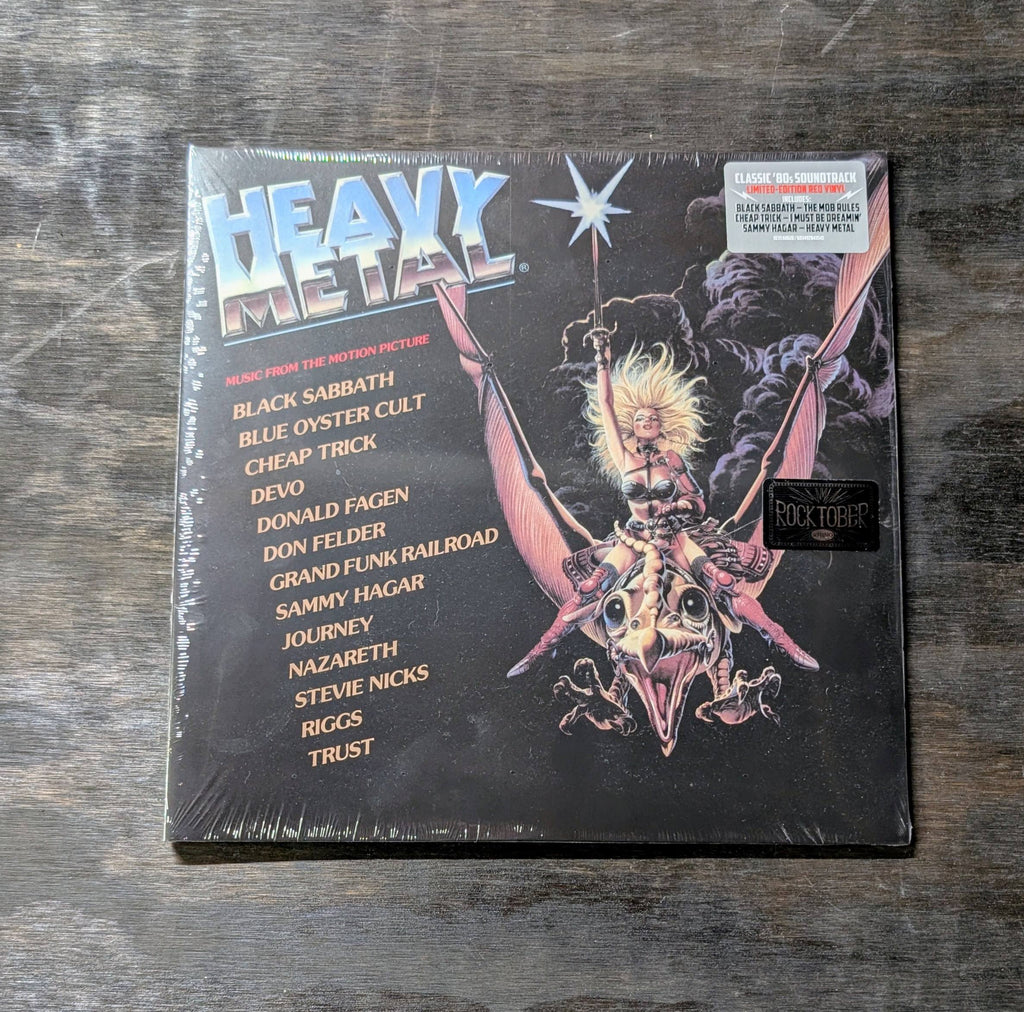 HEAVY
METAL®
CLASSIC '80s SOUNDTRACK
LIMITED-EDITION RED VINYL
INCLUDES:
BLACK SABBATH – THE MOB RULES
CHEAP TRICK – I MUST BE DREAMIN'
SAMMY HAGAR – HEAVY METAL
MUSIC FROM THE MOTION PICTURE
BLACK SABBATH
BLUE OYSTER CULT
CHEAP TRICK
DEVO
DONALD FAGEN
DON FELDER
GRAND FUNK RAILROAD
SAMMY HAGAR
JOURNEY
NAZARETH
STEVIE NICKS
RIGGS
TRUST
ROCKTOBER
RHINO